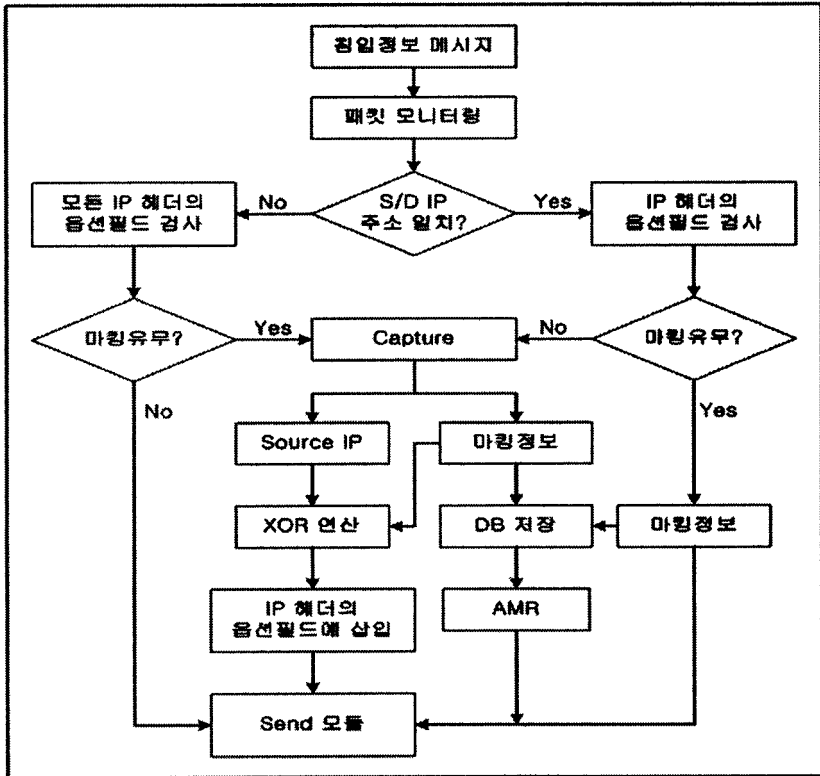 침입정보 메시지
패킷 모니터링
모든 IP 헤더의
옵션필드 검사
No
S/D IP
주소 일치?
Yes
IP 헤더의
옵션필드 검사
마킹유무?
Yes
Capture
No
마킹유무?
No
Yes
Source IP
마킹정보
XOR 연산
DB 저장
마킹정보
IP 헤더의
옵션필드에 삽입
AMR
Send 모듈